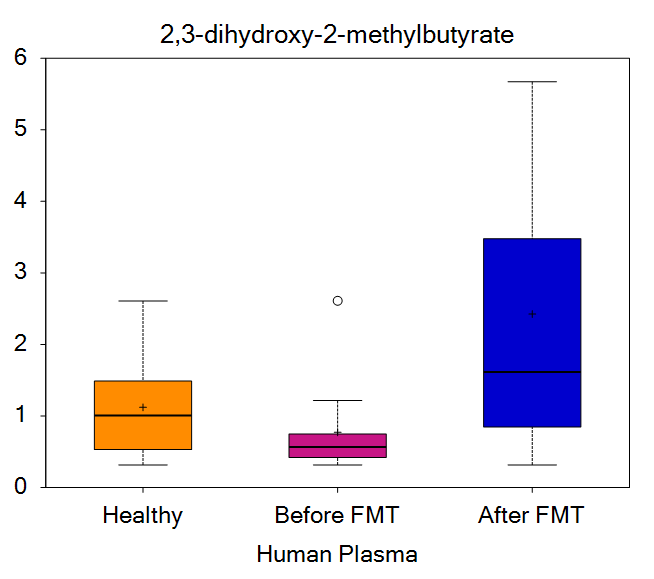 2,3-dihydroxy-2-methylbutyrate
6
5
4
3
2
1
0
Healthy Before FMT After FMT
Human Plasma